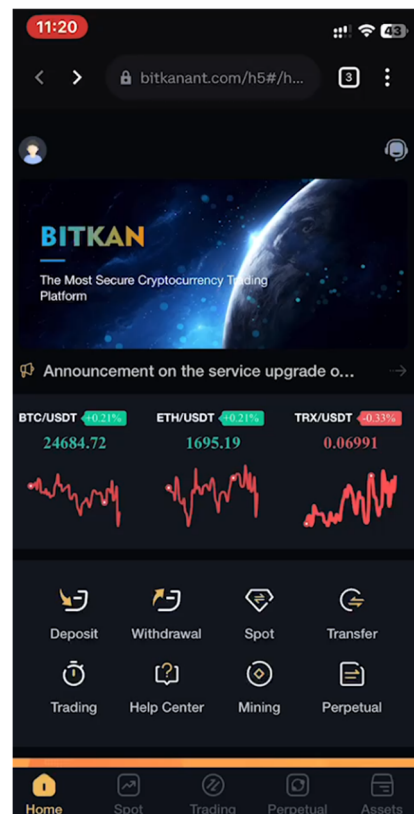 11:20
43
bitkanant.com/h5#/h...
3
BITKAN
The Most Secure Cryptocurrency Trading
Platform
Announcement on the service upgrade o...
BTC/USDT +0.21%
ETH/USDT +0.21%
TRX/USDT -0.33%
24684.72
1695.19
0.06991
Deposit
Withdrawal
Spot
Transfer
Trading
Help Center
Mining
Perpetual
Home
Spot
Trading
Perpetual
Assets